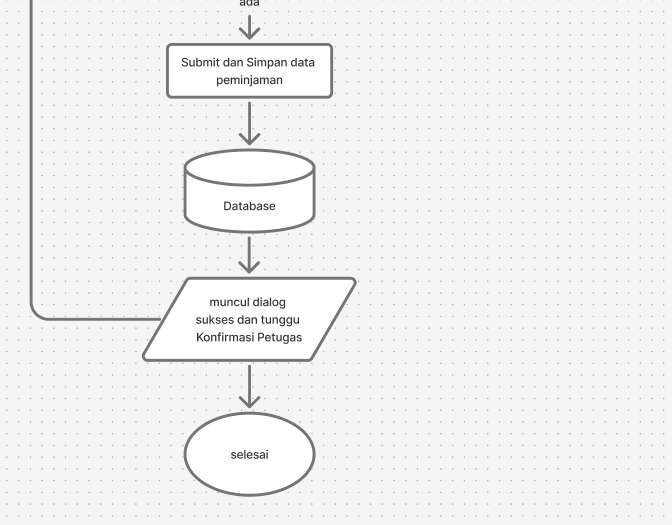 ada
Submit dan Simpan data
peminjaman
Database
muncul dialog
sukses dan tunggu
Konfirmasi Petugas
selesai